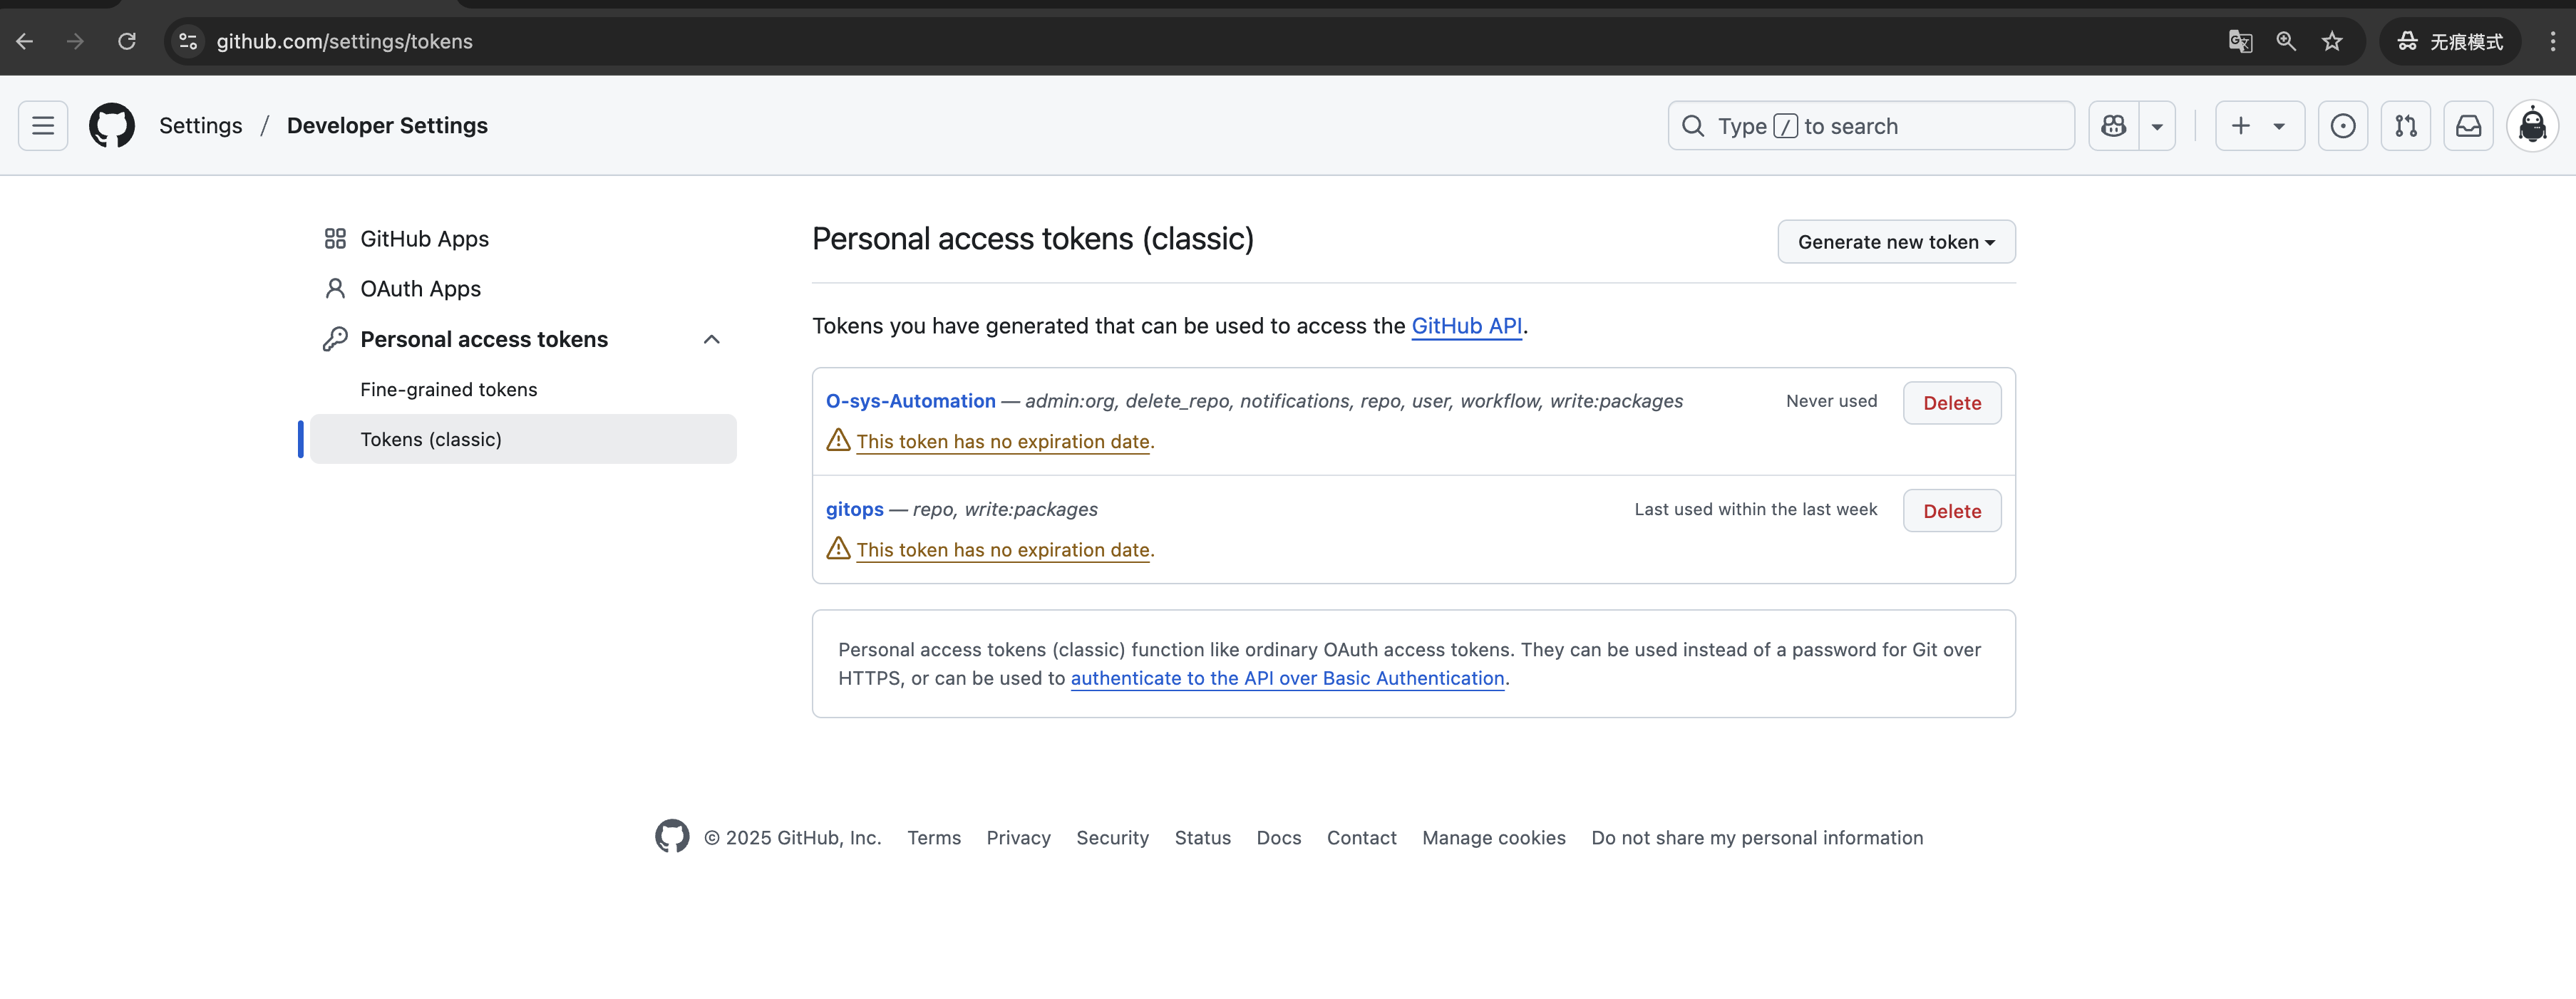 github.com/settings/tokens
无痕模式
Settings / Developer Settings
Type / to search
GitHub Apps
OAuth Apps
Personal access tokens
Fine-grained tokens
Tokens (classic)
Personal access tokens (classic)
Generate new token
Tokens you have generated that can be used to access the GitHub API.
O-sys-Automation — admin:org, delete_repo, notifications, repo, user, workflow, write:packages
Never used
Delete
This token has no expiration date.
gitops — repo, write:packages
Last used within the last week
Delete
This token has no expiration date.
Personal access tokens (classic) function like ordinary OAuth access tokens. They can be used instead of a password for Git over
HTTPS, or can be used to authenticate to the API over Basic Authentication.
© 2025 GitHub, Inc. Terms Privacy Security Status Docs Contact Manage cookies Do not share my personal information